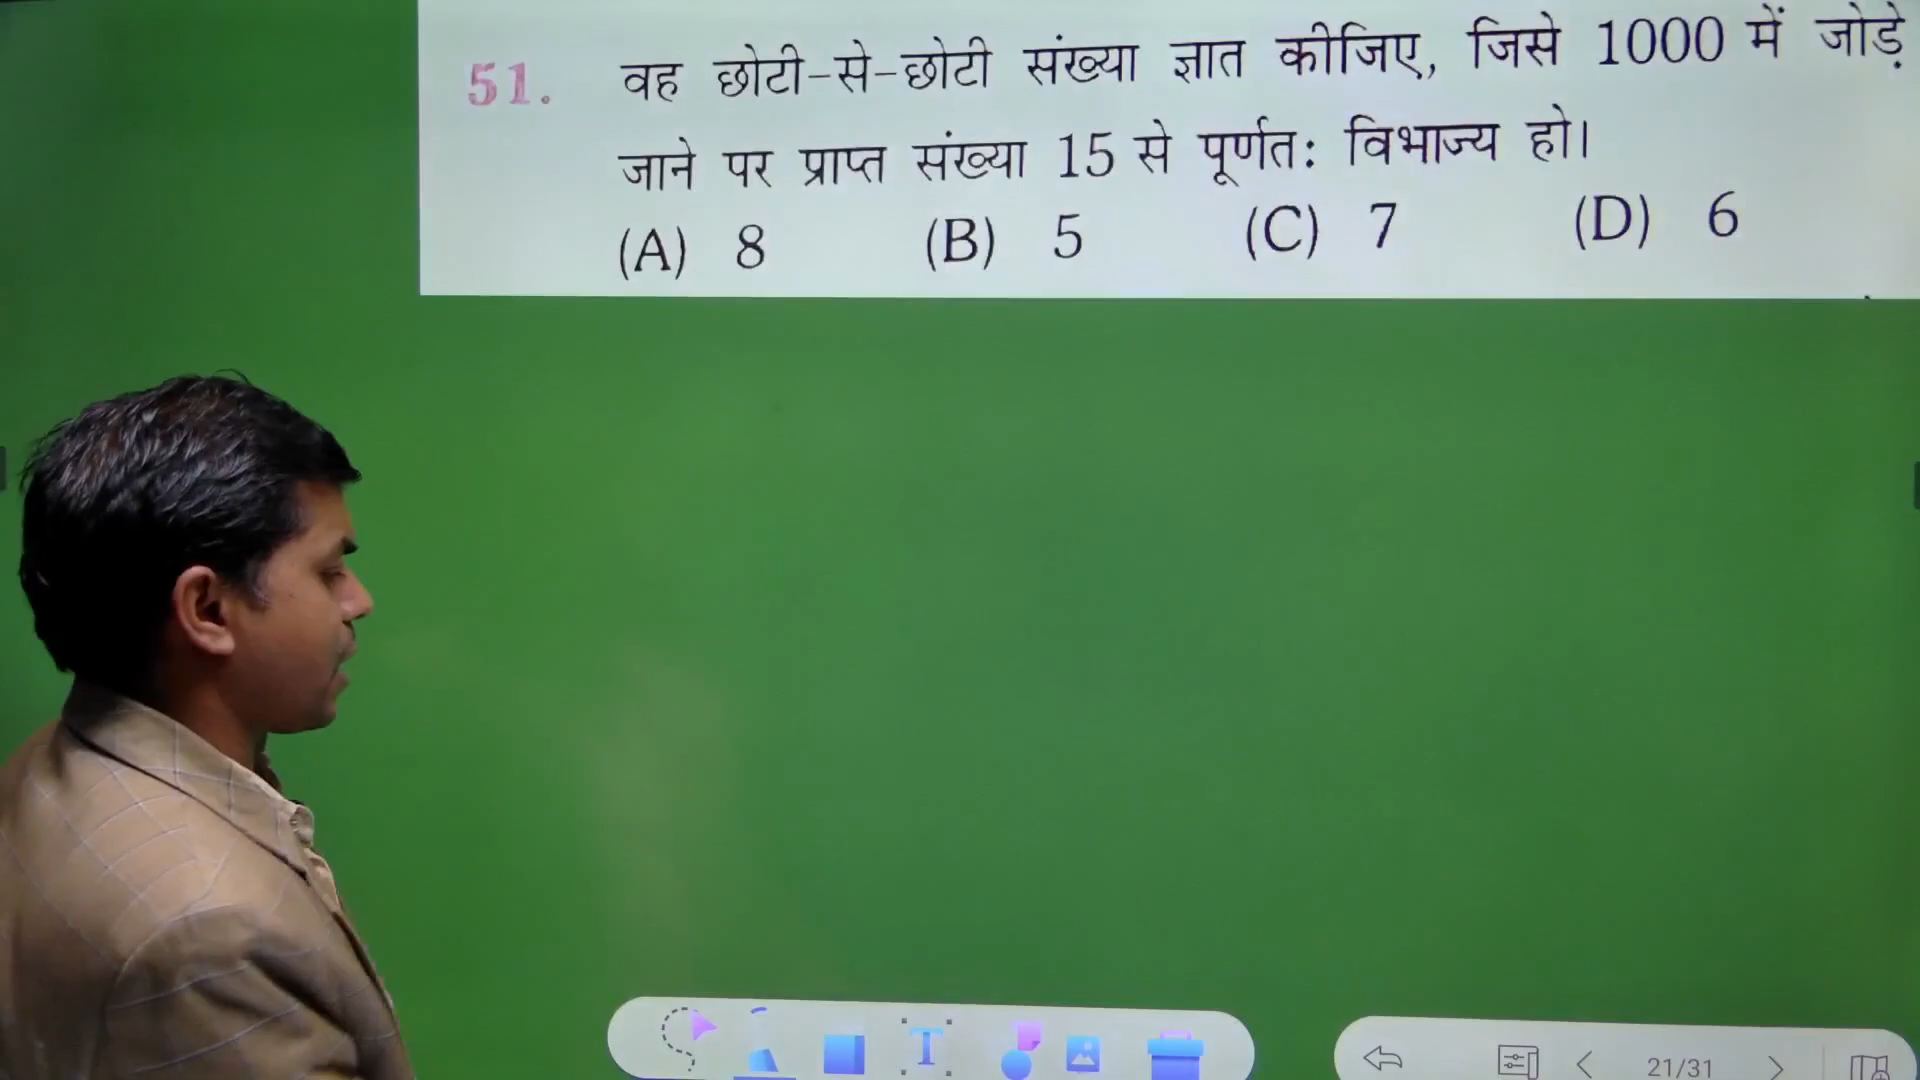 51. वह छोटी-से-छोटी संख्या ज्ञात कीजिए, जिसे 1000 में जोड़े
जाने पर प्राप्त संख्या 15 से पूर्णतः विभाज्य हो।
(A) 8 (B) 5 (C) 7 (D) 6
T
21/31